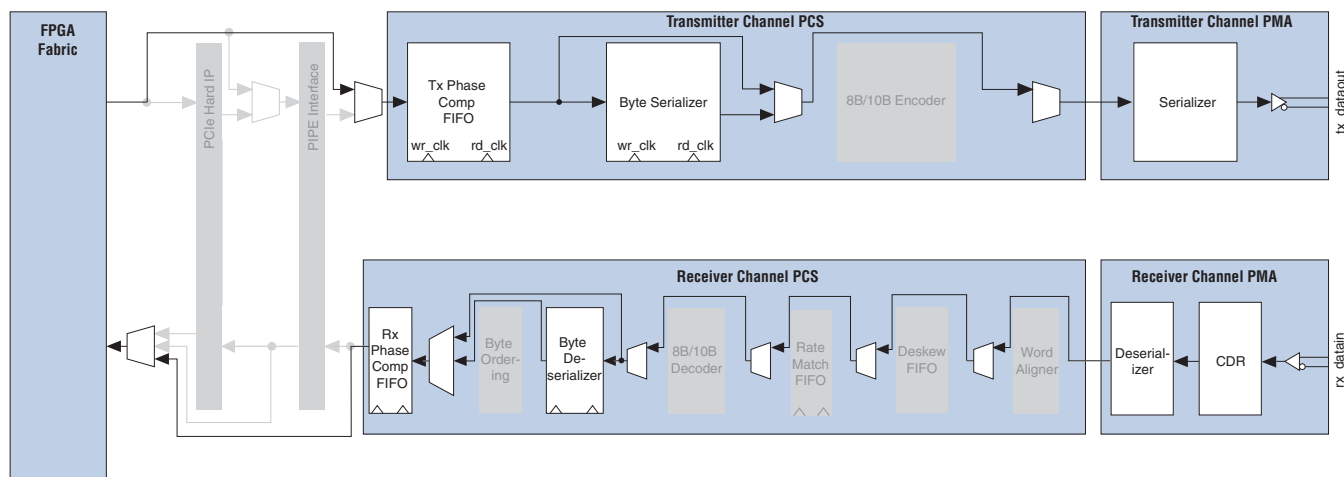 FPGA
Fabric
Transmitter Channel PCS
Transmitter Channel PMA
PCIe Hard IP
PIPE Interface
Tx Phase
Comp
FIFO
wr_clk
rd_clk
Byte Serializer
wr_clk
rd_clk
8B/10B Encoder
Serializer
tx_dataout
Receiver Channel PCS
Receiver Channel PMA
Rx
Phase
Comp
FIFO
Byte
Order-
ing
Byte
De-
serializer
8B/10B
Decoder
Rate
Match
FIFO
Deskew
FIFO
Word
Aligner
Deserial-
izer
CDR
rx_datain